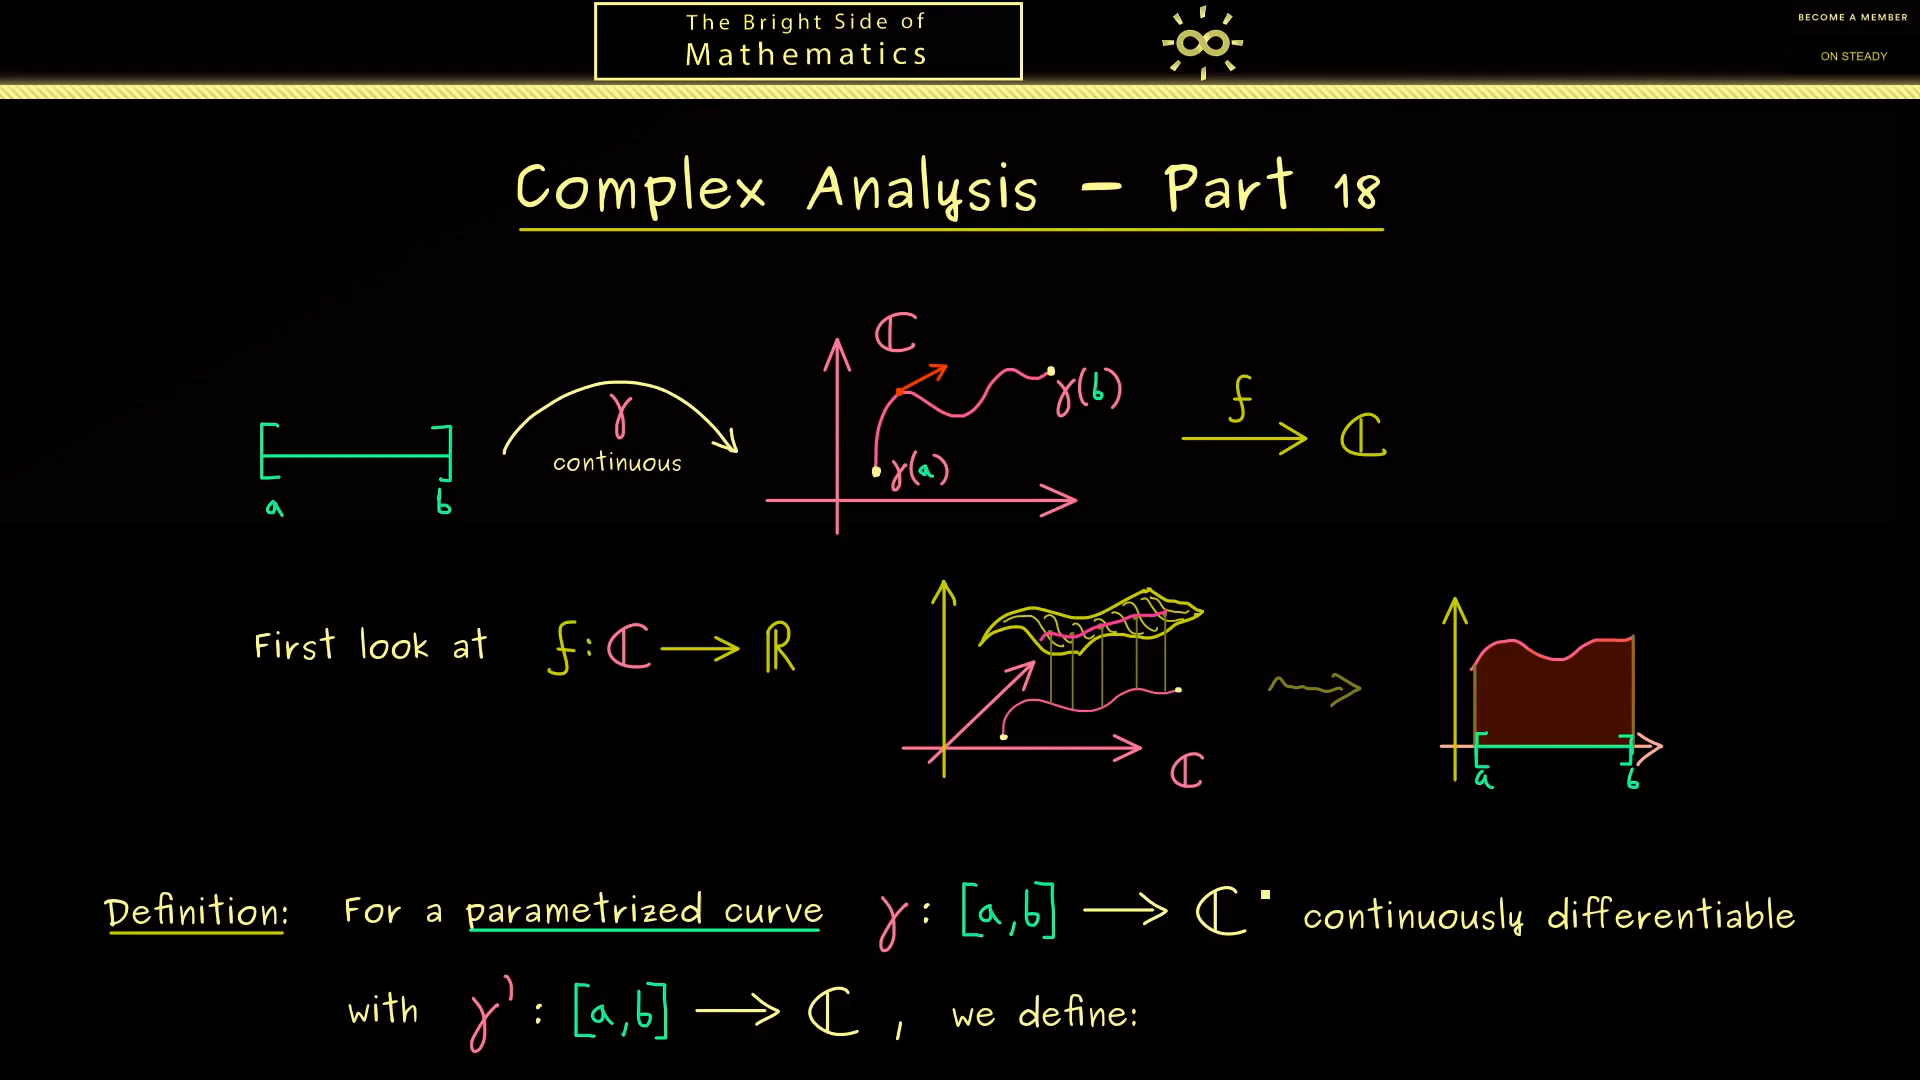 The Bright Side of
Mathematics
BECOME A MEMBER
ON STEADY
Complex Analysis – Part 18
ℂ
γ
continuous
[ ]
a b
γ(a)
γ(b)
f
ℂ
First look at f: ℂ ⟶ ℝ
ℂ
[ ]
a b
Definition: For a parametrized curve γ: [a,b] ⟶ ℂ continuously differentiable
with γ': [a,b] ⟶ ℂ , we define: